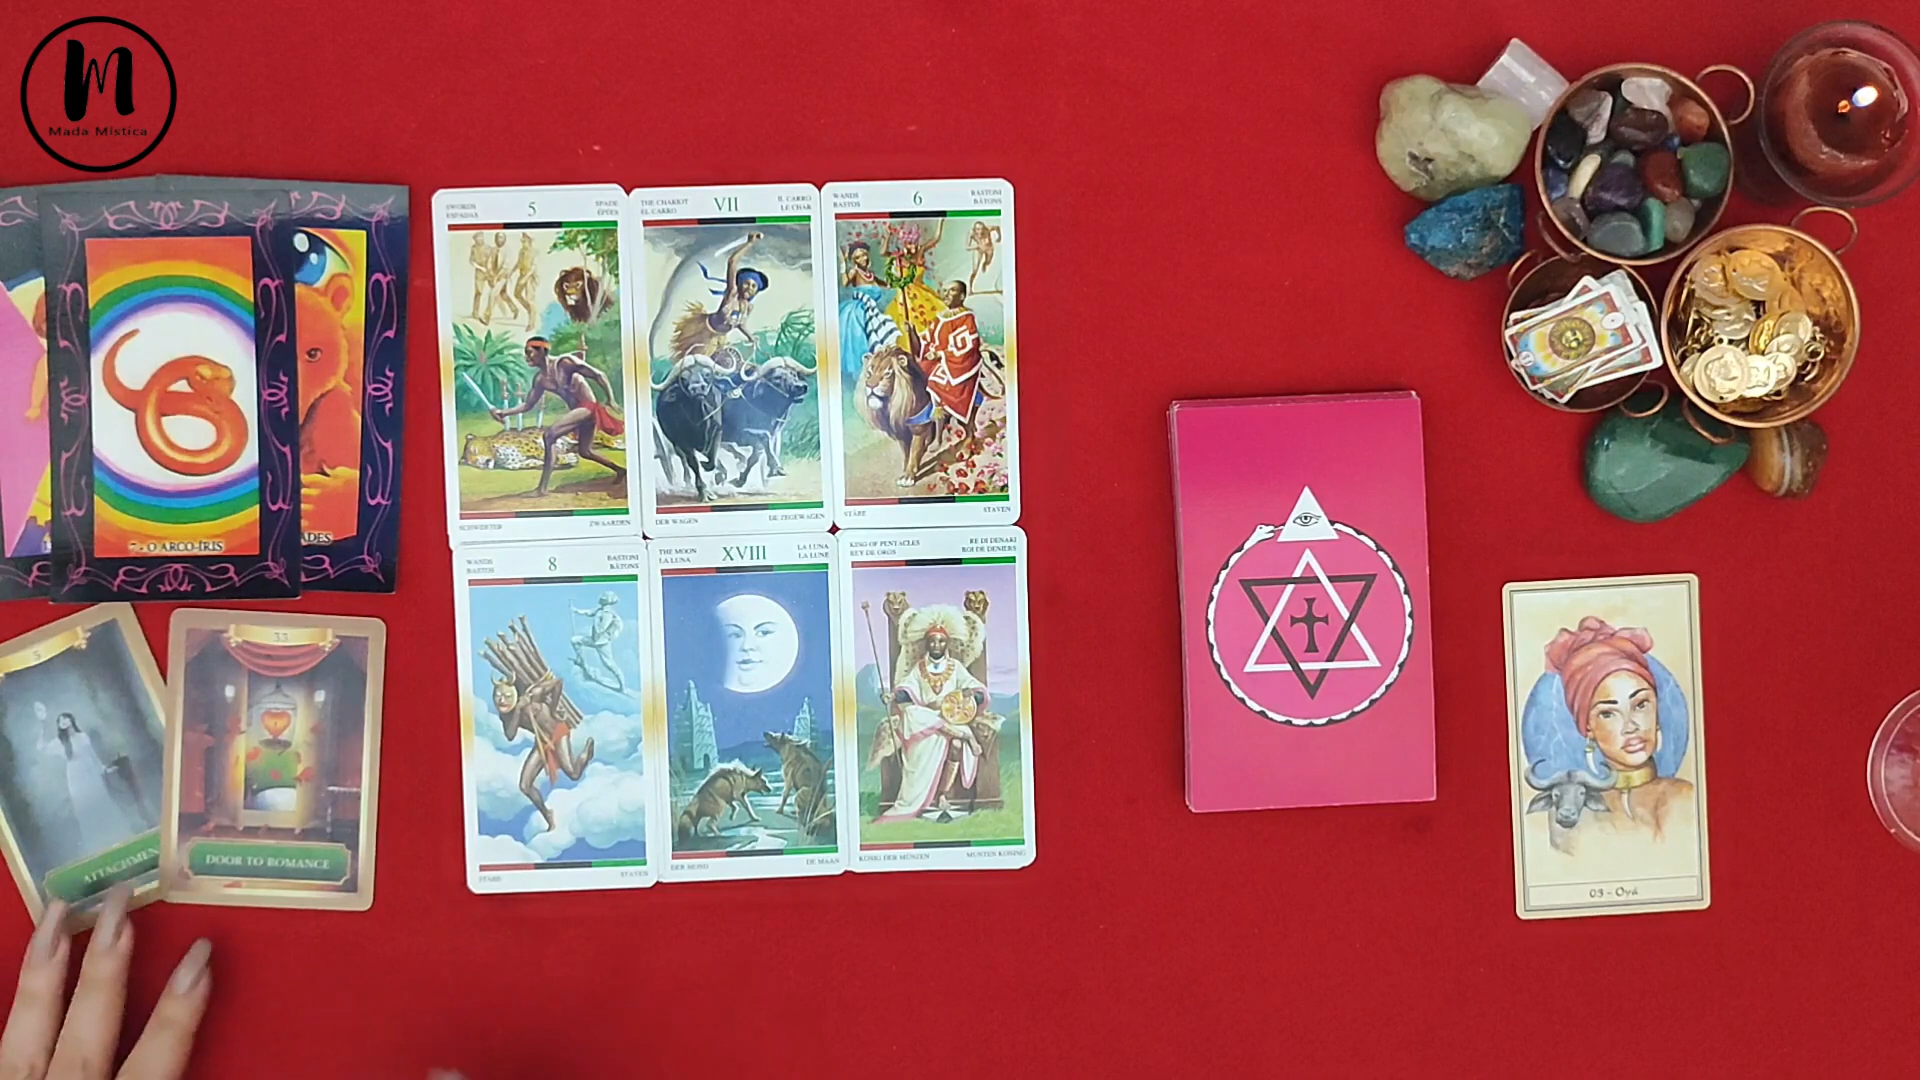 Mada Mística
7 - O ARCO-ÍRIS
ADES
5
ATTACHMEN
33
DOOR TO ROMANCE
SWORDS
ESPADAS
5
SPADE
ÉPÉES
SCHWERTER
ZWAARDEN
THE CHARIOT
EL CARRO
VII
IL CARRO
LE CHAR
DER WAGEN
DE ZEGEWAGEN
WANDS
BASTOS
6
BASTONI
BÂTONS
STÄBE
STAVEN
WANDS
BASTOS
8
BASTONI
BÂTONS
STÄBE
STAVEN
THE MOON
LA LUNA
XVIII
LA LUNA
LA LUNE
DER MOND
DE MAAN
KING OF PENTACLES
REY DE OROS
RE DI DENARI
ROI DE DENIERS
KÖNIG DER MÜNZEN
MUNTEN KONING
03 - Oyá